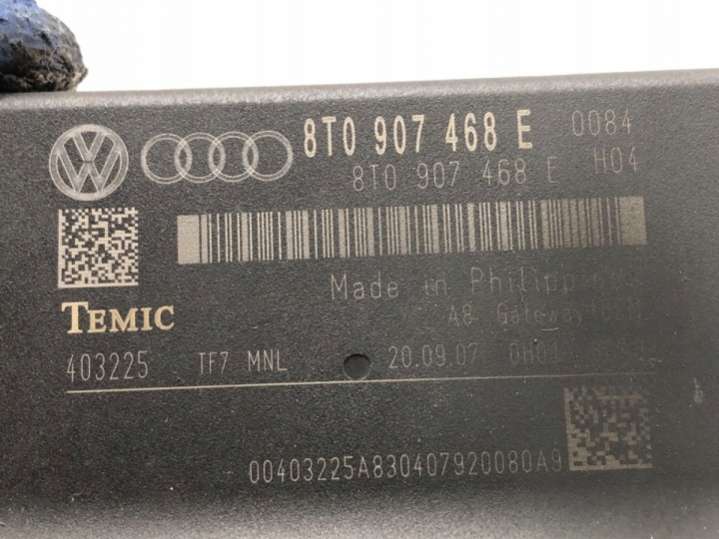 8T0 907 468 E 0084
8T0 907 468 E H04
Made in
TEMIC A8 Gateway
403225 TF7 MNL 20.09.07
00403225A830407920080A9